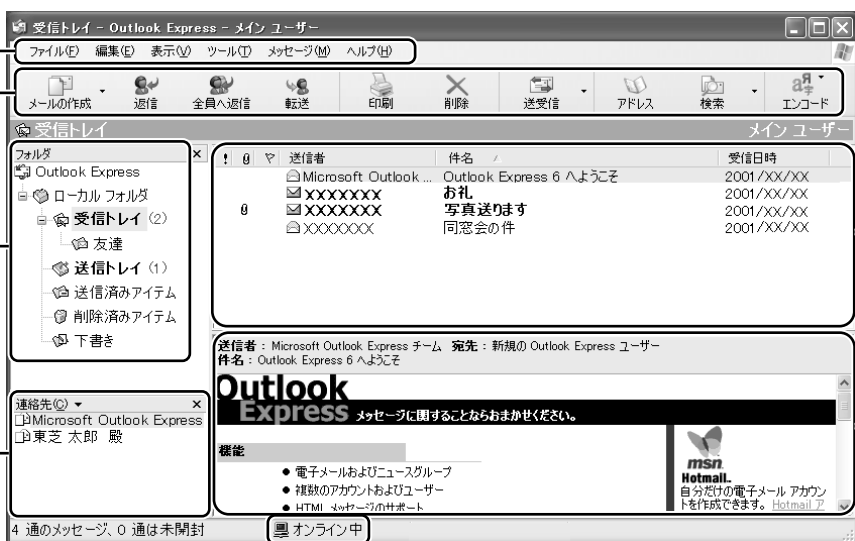 受信トレイ - Outlook Express - メイン ユーザー
ファイル(F) 編集(E) 表示(V) ツール(T) メッセージ(M) ヘルプ(H)
メールの作成 返信 全員へ返信 転送 印刷 削除 送受信 アドレス 検索 エンコード
受信トレイ メイン ユーザー
フォルダ ×
Outlook Express
ローカル フォルダ
受信トレイ (2)
友達
送信トレイ (1)
送信済みアイテム
削除済みアイテム
下書き
! 送信者 件名 受信日時
Microsoft Outlook ... Outlook Express 6 へようこそ 2001/XX/XX
XXXXXXX お礼 2001/XX/XX
XXXXXXX 写真送ります 2001/XX/XX
XXXXXXX 同窓会の件 2001/XX/XX
送信者 : Microsoft Outlook Express チーム 宛先 : 新規の Outlook Express ユーザー
件名 : Outlook Express 6 へようこそ
Outlook
Express メッセージに関することならおまかせください。
機能
● 電子メールおよびニュースグループ
● 複数のアカウントおよびユーザー
● HTML メッセージのサポート
msn
Hotmail.
自分だけの電子メール アカウン
トを作成できます。 Hotmail ア
連絡先(C) ×
Microsoft Outlook Express
東芝 太郎 殿
4 通のメッセージ、0 通は未開封 オンライン中